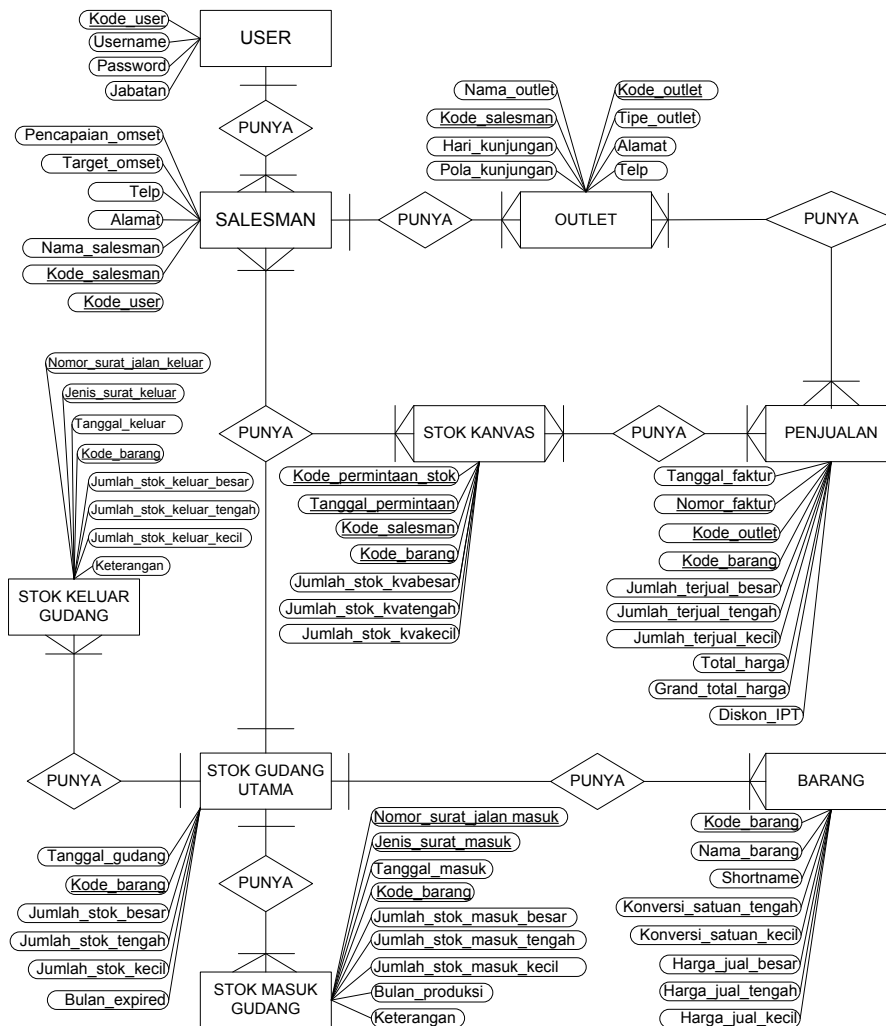 Kode_user
Username
Password
Jabatan
USER
PUNYA
Pencapaian_omset
Target_omset
Telp
Alamat
Nama_salesman
Kode_salesman
Kode_user
SALESMAN
PUNYA
Nama_outlet
Kode_salesman
Hari_kunjungan
Pola_kunjungan
Kode_outlet
Tipe_outlet
Alamat
Telp
OUTLET
PUNYA
Nomor_surat_jalan_keluar
Jenis_surat_keluar
Tanggal_keluar
Kode_barang
Jumlah_stok_keluar_besar
Jumlah_stok_keluar_tengah
Jumlah_stok_keluar_kecil
Keterangan
STOK KELUAR
GUDANG
PUNYA
STOK KANVAS
Kode_permintaan_stok
Tanggal_permintaan
Kode_salesman
Kode_barang
Jumlah_stok_kvabesar
Jumlah_stok_kvatengah
Jumlah_stok_kvakecil
PUNYA
PENJUALAN
Tanggal_faktur
Nomor_faktur
Kode_outlet
Kode_barang
Jumlah_terjual_besar
Jumlah_terjual_tengah
Jumlah_terjual_kecil
Total_harga
Grand_total_harga
Diskon_IPT
PUNYA
STOK GUDANG
UTAMA
PUNYA
BARANG
Tanggal_gudang
Kode_barang
Jumlah_stok_besar
Jumlah_stok_tengah
Jumlah_stok_kecil
Bulan_expired
PUNYA
Nomor_surat_jalan masuk
Jenis_surat_masuk
Tanggal_masuk
Kode_barang
Jumlah_stok_masuk_besar
Jumlah_stok_masuk_tengah
Jumlah_stok_masuk_kecil
Bulan_produksi
Keterangan
STOK MASUK
GUDANG
Kode_barang
Nama_barang
Shortname
Konversi_satuan_tengah
Konversi_satuan_kecil
Harga_jual_besar
Harga_jual_tengah
Harga_jual_kecil